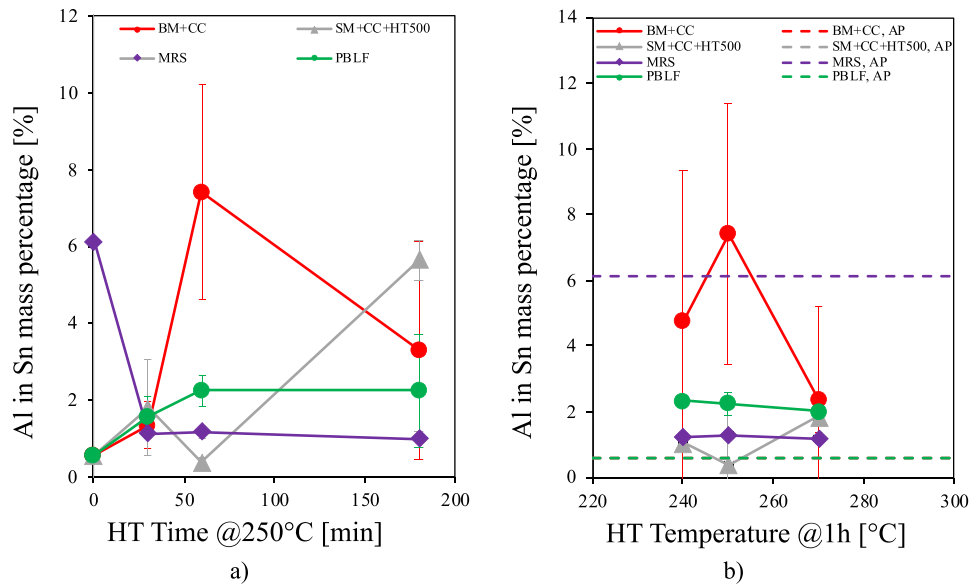 BM+CC
SM+CC+HT500
MRS
PBLF
12
10
8
6
4
2
0
0 50 100 150 200
Al in Sn mass percentage [%]
HT Time @250°C [min]
a)
BM+CC
BM+CC, AP
SM+CC+HT500
SM+CC+HT500, AP
MRS
MRS, AP
PBLF
PBLF, AP
14
12
10
8
6
4
2
0
220 240 260 280 300
Al in Sn mass percentage [%]
HT Temperature @1h [°C]
b)